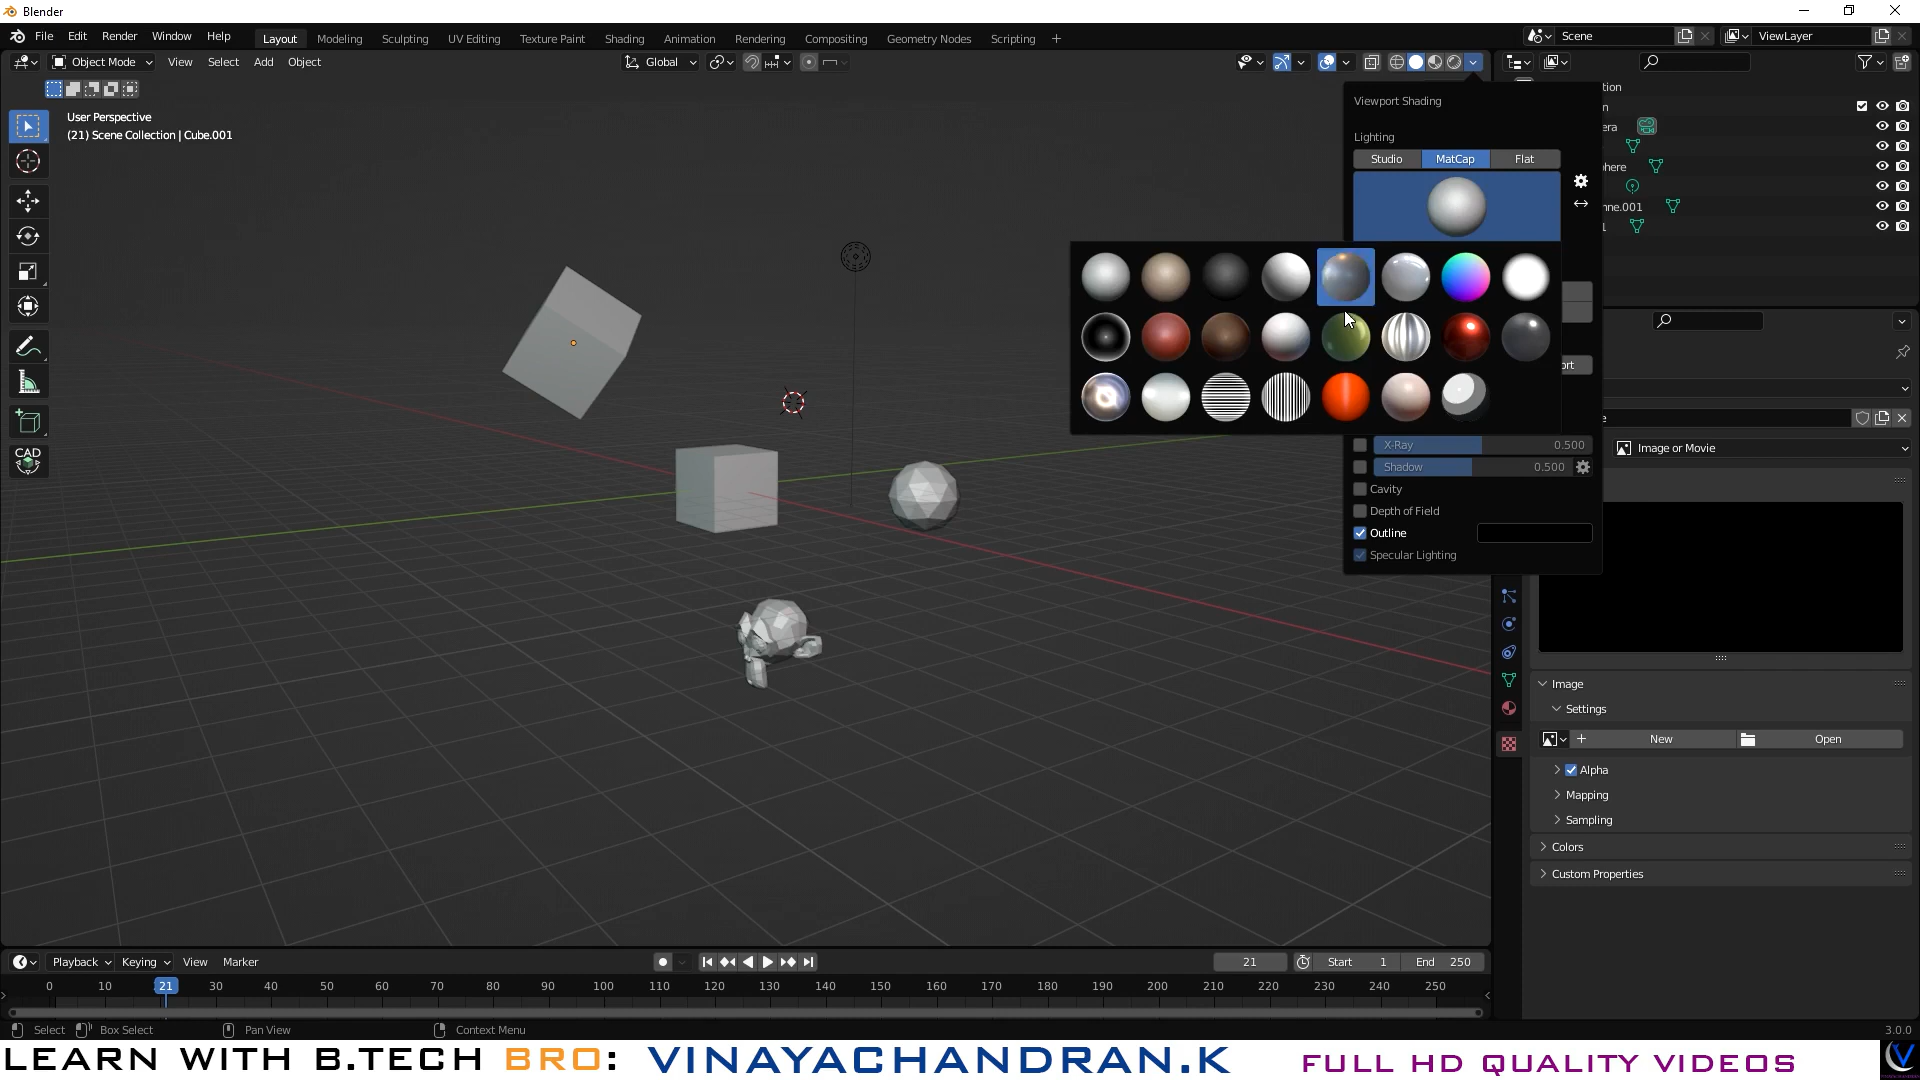 Blender
File Edit Render Window Help
Layout Modeling Sculpting UV Editing Texture Paint Shading Animation Rendering Compositing Geometry Nodes Scripting
Scene
ViewLayer
Object Mode View Select Add Object
Global
User Perspective
(21) Scene Collection | Cube.001
CAD
Viewport Shading
Lighting
Studio MatCap Flat
X-Ray 0.500
Shadow 0.500
Cavity
Depth of Field
Outline
Specular Lighting
Image or Movie
Image
Settings
New Open
Alpha
Mapping
Sampling
Colors
Custom Properties
Playback Keying View Marker
21 Start 1 End 250
0 10 21 30 40 50 60 70 80 90 100 110 120 130 140 150 160 170 180 190 200 210 220 230 240 250
Select Box Select Pan View Context Menu
3.0.0
LEARN WITH B.TECH BRO: VINAYACHANDRAN.K FULL HD QUALITY VIDEOS